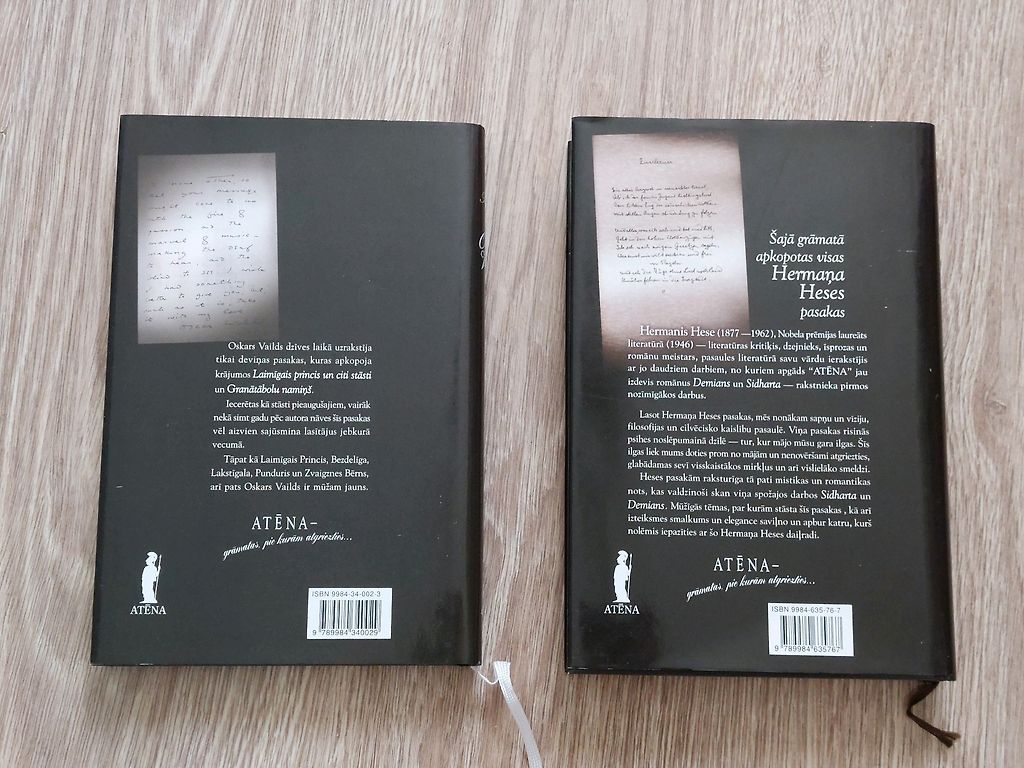 Oskars Vailds dzīves laikā uzrakstīja
tikai deviņas pasakas, kuras apkopoja
krājumos Laimīgais princis un citi stāsti
un Granātābolu namiņš.
Iecerētas kā stāsti pieaugušajiem, vairāk
nekā simt gadu pēc autora nāves šīs pasakas
vēl aizvien sajūsmina lasītājus jebkurā
vecumā.
Tāpat kā Laimīgais Princis, Bezdelīga,
Lakstīgala, Punduris un Zvaigznes Bērns,
arī pats Oskars Vailds ir mūžam jauns.
ATĒNA–
grāmatas, pie kurām atgriezties...
ATĒNA
ISBN 9984-34-002-3
9 789984 340029
Šajā grāmatā
apkopotas visas
Hermaņa
Heses
pasakas
Hermanis Hese (1877 —1962), Nobela prēmijas laureāts
literatūrā (1946) — literatūras kritiķis, dzejnieks, īsprozas un
romānu meistars, pasaules literatūrā savu vārdu ierakstījis
ar jo daudziem darbiem, no kuriem apgāds “ATĒNA” jau
izdevis romānus Demians un Sidharta — rakstnieka pirmos
nozīmīgākos darbus.
Lasot Hermaņa Heses pasakas, mēs nonākam sapņu un vīziju,
filosofijas un cilvēcisko kaislību pasaulē. Viņa pasakas risinās
psihes noslēpumainā dzīlē — tur, kur mājo mūsu gara ilgas. Šīs
ilgas liek mums doties prom no mājām un nenovēršami atgriezties,
glabādamas sevī visskaistākos mirkļus un arī vislielāko smeldzi.
Heses pasakām raksturīga tā pati mistikas un romantikas
nots, kas valdzinoši skan viņa spožajos darbos Sidharta un
Demians. Mūžīgās tēmas, par kurām stāsta šīs pasakas , kā arī
izteiksmes smalkums un elegance saviļņo un apbur katru, kurš
nolēmis iepazīties ar šo Hermaņa Heses daiļradi.
ATĒNA–
grāmatas, pie kurām atgriezties...
ATĒNA
ISBN 9984-635-76-7
9 789984 635767